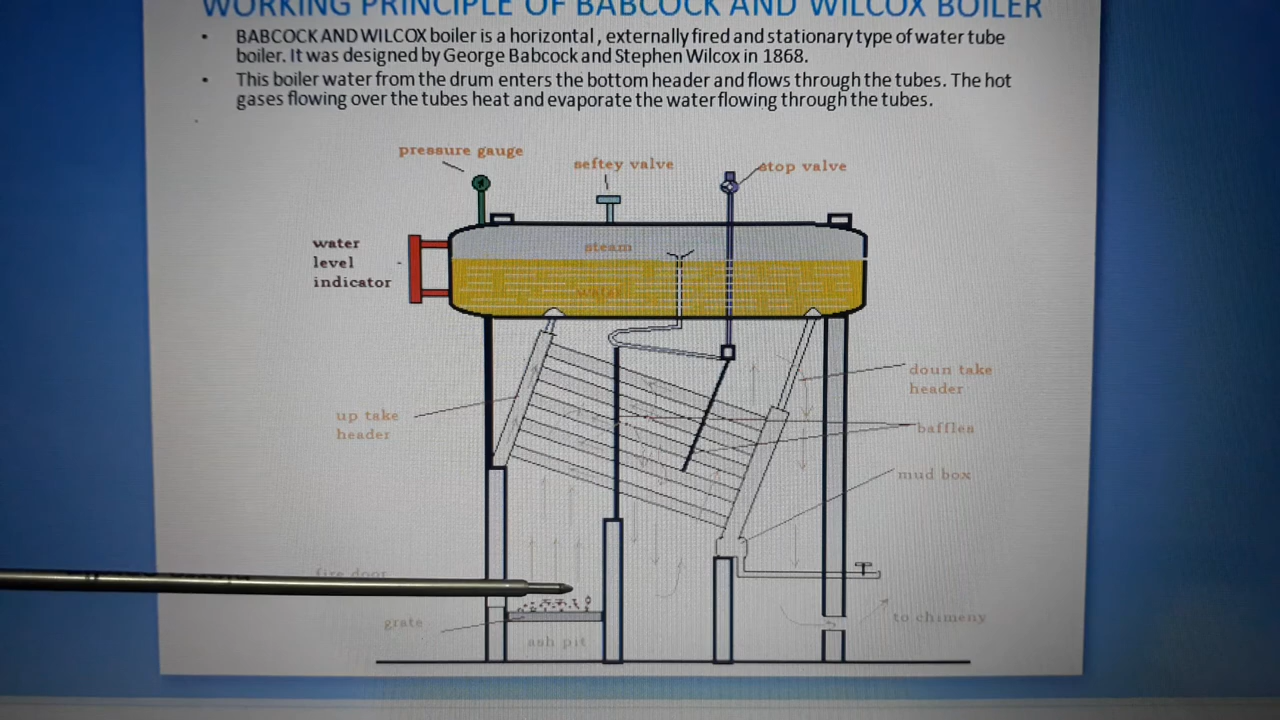 WORKING PRINCIPLE OF BABCOCK AND WILCOX BOILER
• BABCOCK AND WILCOX boiler is a horizontal, externally fired and stationary type of water tube
boiler. It was designed by George Babcock and Stephen Wilcox in 1868.
• This boiler water from the drum enters the bottom header and flows through the tubes. The hot
gases flowing over the tubes heat and evaporate the water flowing through the tubes.
pressure gauge
seftey valve
stop valve
water
level
indicator
steam
water
doun take
header
up take
header
baffles
mud box
fire door
grate
to chimeny
ash pit